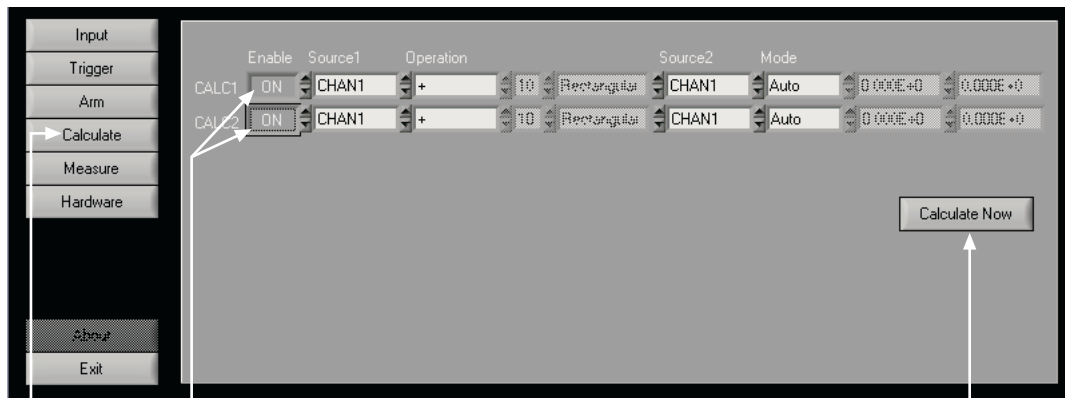 Input
Trigger
Arm
Calculate
Measure
Hardware
About
Exit
Enable Source1 Operation Source2 Mode
CALC1 ON CHAN1 + 10 Rectangular CHAN1 Auto 0.000E+0 0.000E+0
CALC2 ON CHAN1 + 10 Rectangular CHAN1 Auto 0.000E+0 0.000E+0
Calculate Now